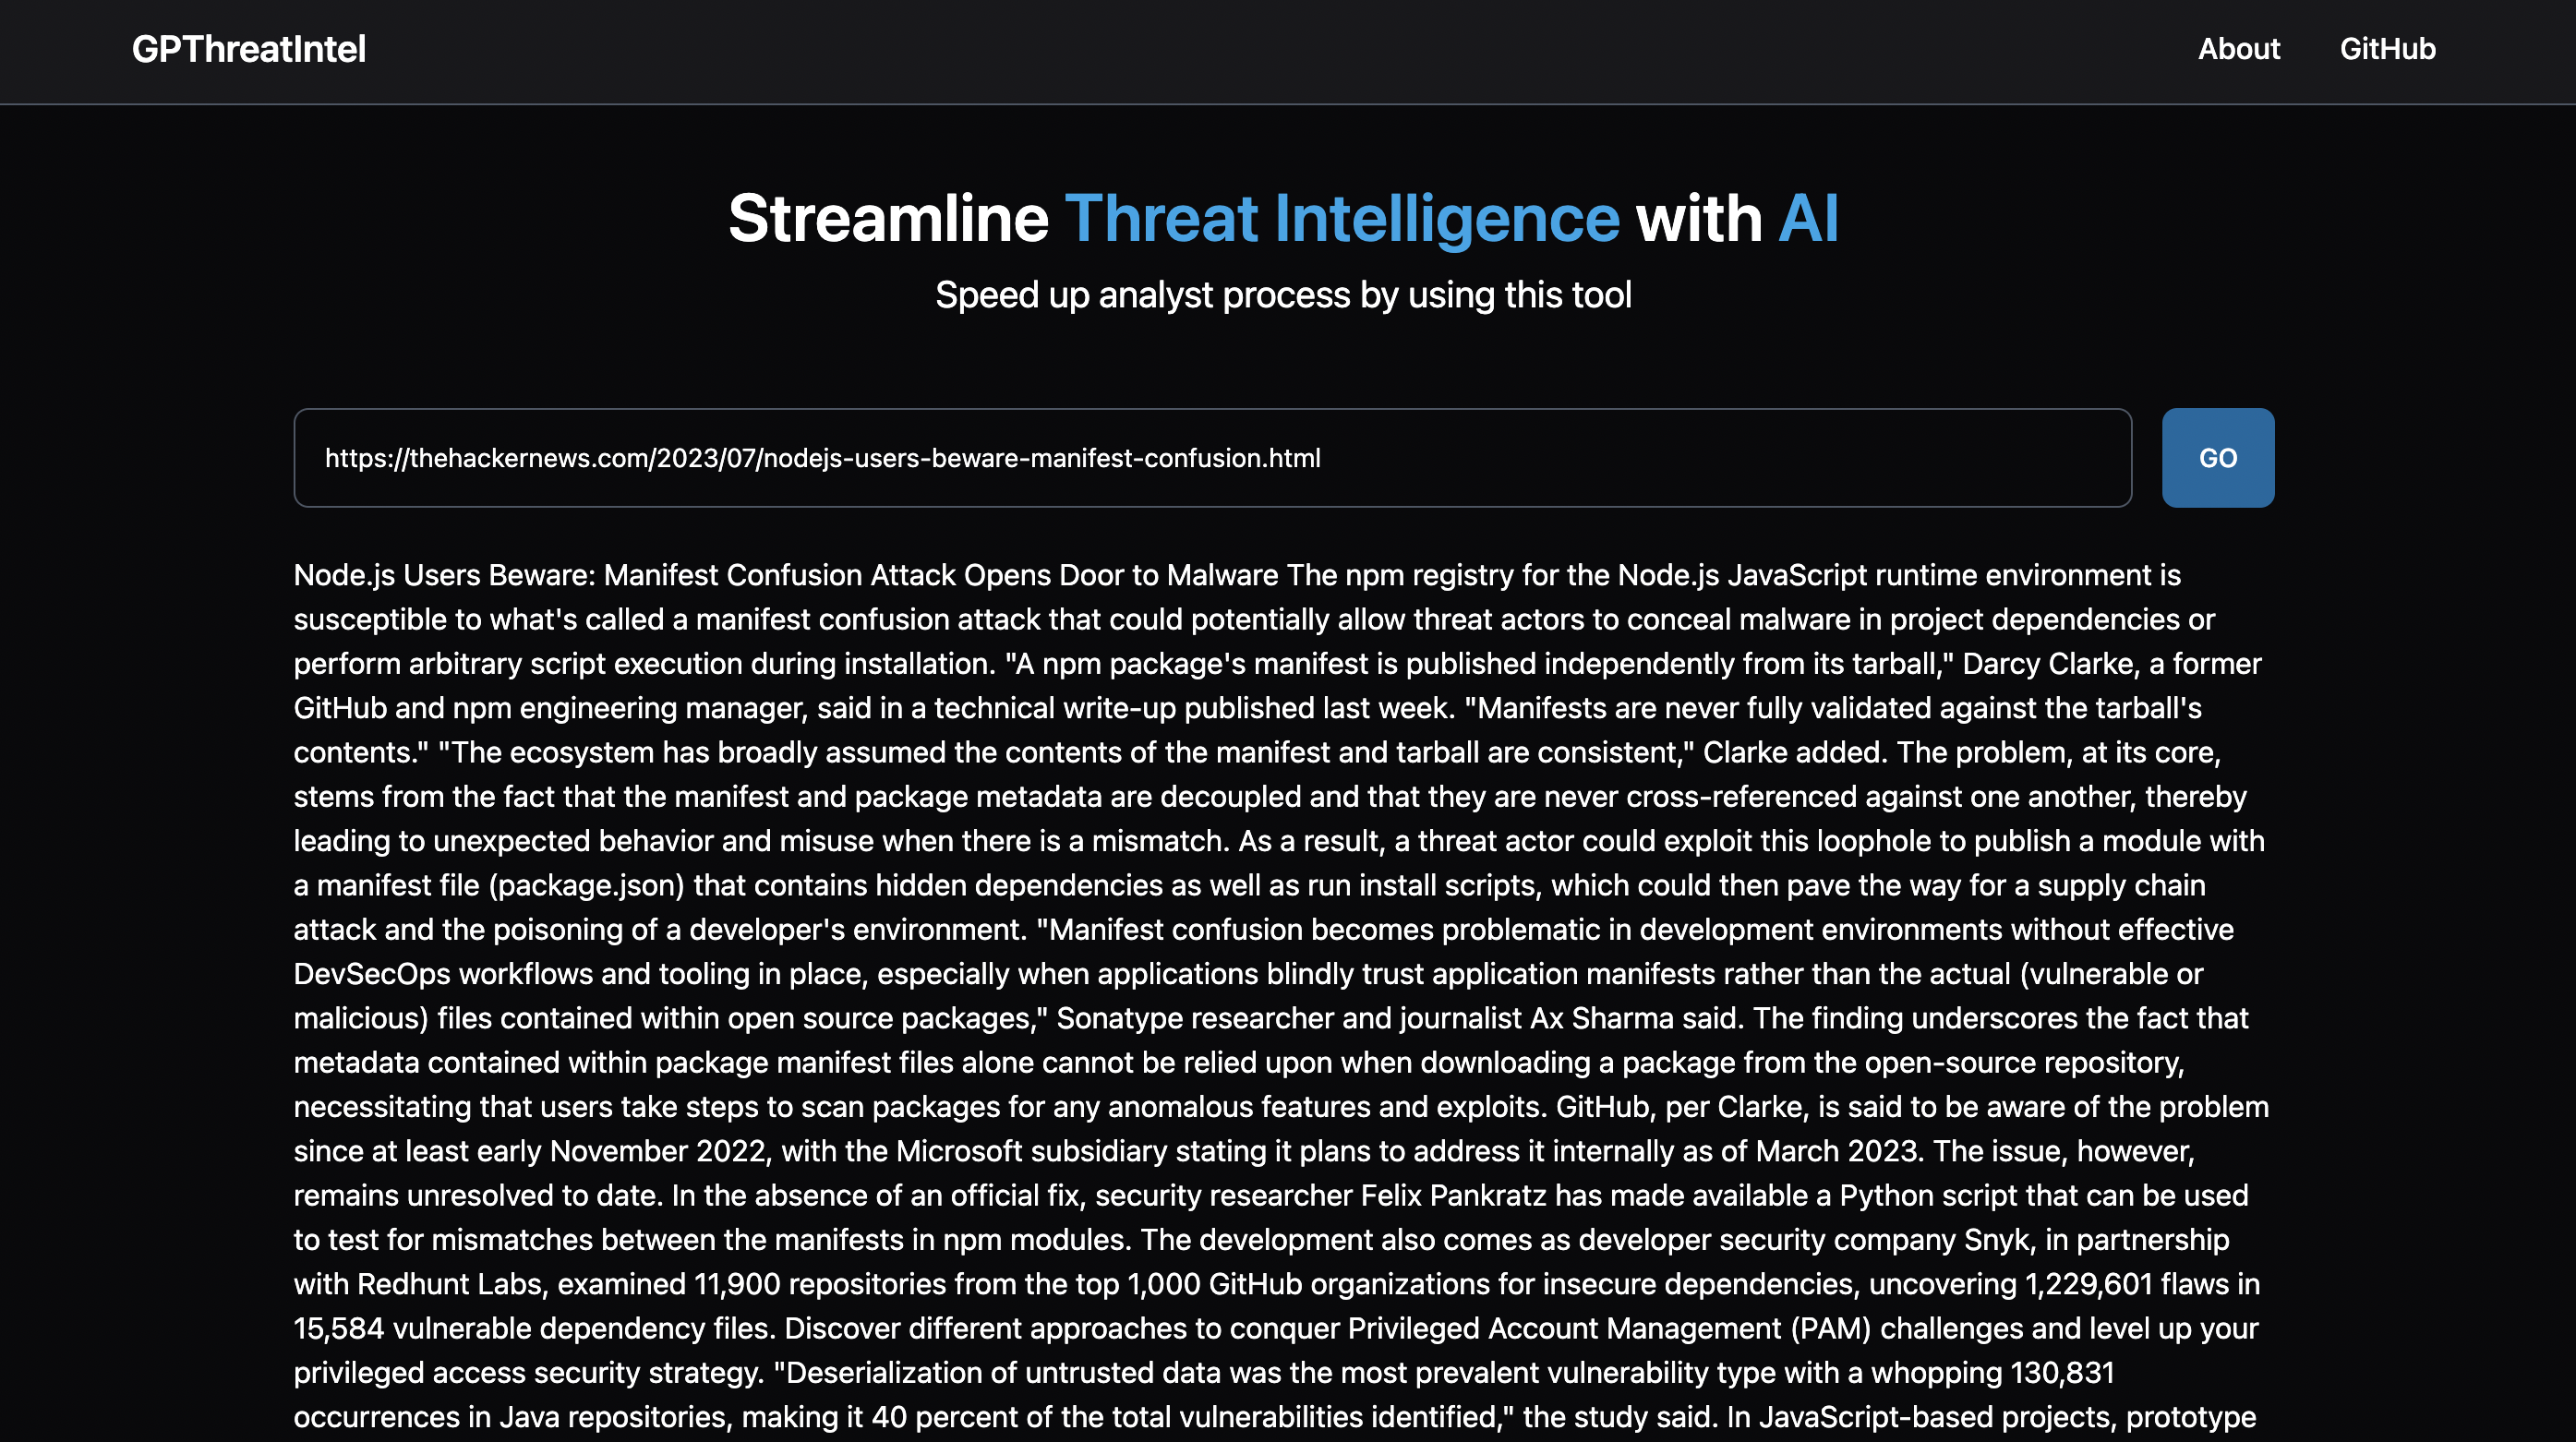 GPThreatIntel
About
GitHub
Streamline Threat Intelligence with AI
Speed up analyst process by using this tool
https://thehackernews.com/2023/07/nodejs-users-beware-manifest-confusion.html
GO
Node.js Users Beware: Manifest Confusion Attack Opens Door to Malware The npm registry for the Node.js JavaScript runtime environment is
susceptible to what's called a manifest confusion attack that could potentially allow threat actors to conceal malware in project dependencies or
perform arbitrary script execution during installation. "A npm package's manifest is published independently from its tarball," Darcy Clarke, a former
GitHub and npm engineering manager, said in a technical write-up published last week. "Manifests are never fully validated against the tarball's
contents." "The ecosystem has broadly assumed the contents of the manifest and tarball are consistent," Clarke added. The problem, at its core,
stems from the fact that the manifest and package metadata are decoupled and that they are never cross-referenced against one another, thereby
leading to unexpected behavior and misuse when there is a mismatch. As a result, a threat actor could exploit this loophole to publish a module with
a manifest file (package.json) that contains hidden dependencies as well as run install scripts, which could then pave the way for a supply chain
attack and the poisoning of a developer's environment. "Manifest confusion becomes problematic in development environments without effective
DevSecOps workflows and tooling in place, especially when applications blindly trust application manifests rather than the actual (vulnerable or
malicious) files contained within open source packages," Sonatype researcher and journalist Ax Sharma said. The finding underscores the fact that
metadata contained within package manifest files alone cannot be relied upon when downloading a package from the open-source repository,
necessitating that users take steps to scan packages for any anomalous features and exploits. GitHub, per Clarke, is said to be aware of the problem
since at least early November 2022, with the Microsoft subsidiary stating it plans to address it internally as of March 2023. The issue, however,
remains unresolved to date. In the absence of an official fix, security researcher Felix Pankratz has made available a Python script that can be used
to test for mismatches between the manifests in npm modules. The development also comes as developer security company Snyk, in partnership
with Redhunt Labs, examined 11,900 repositories from the top 1,000 GitHub organizations for insecure dependencies, uncovering 1,229,601 flaws in
15,584 vulnerable dependency files. Discover different approaches to conquer Privileged Account Management (PAM) challenges and level up your
privileged access security strategy. "Deserialization of untrusted data was the most prevalent vulnerability type with a whopping 130,831
occurrences in Java repositories, making it 40 percent of the total vulnerabilities identified," the study said. In JavaScript-based projects, prototype